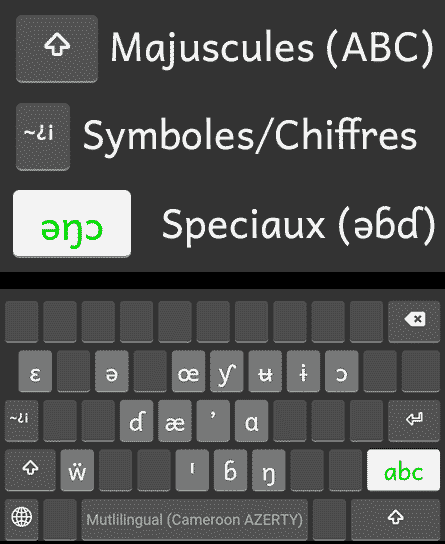 Majuscules (ABC)
~¿¡ Symboles/Chiffres
əŋɔ Speciaux (əɓɗ)
ɛ ə œ ƴ ʉ ɨ ɔ
~¿¡ ɗ æ ʼ ɑ
ẅ ˈ ɓ ŋ abc
Mutlilingual (Cameroon AZERTY)